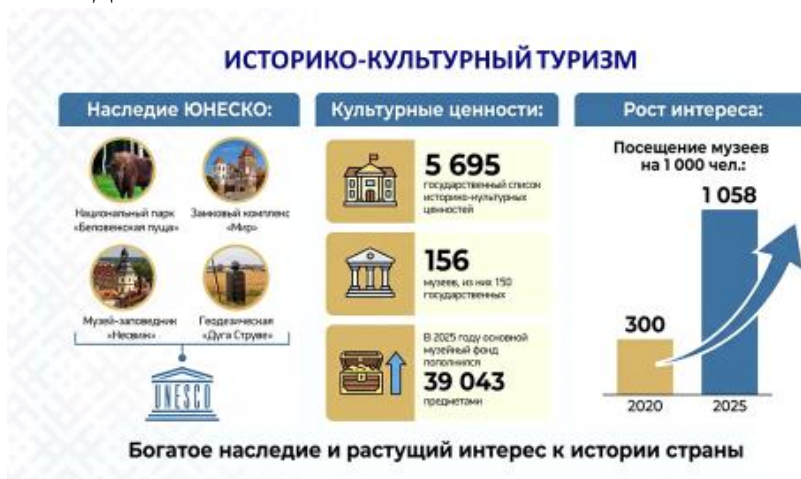 ИСТОРИКО-КУЛЬТУРНЫЙ ТУРИЗМ
Наследие ЮНЕСКО:
Национальный парк
«Беловежская пуща»
Замковый комплекс
«Мир»
Музей-заповедник
«Несвиж»
Геодезическая
«Дуга Струве»
UNESCO
Культурные ценности:
5 695
государственный список
историко-культурных
ценностей
156
музеев, из них 150
государственных
В 2025 году основной
музейный фонд
пополнился
39 043
предметами
Рост интереса:
Посещение музеев
на 1 000 чел.:
1 058
300
2020
2025
Богатое наследие и растущий интерес к истории страны